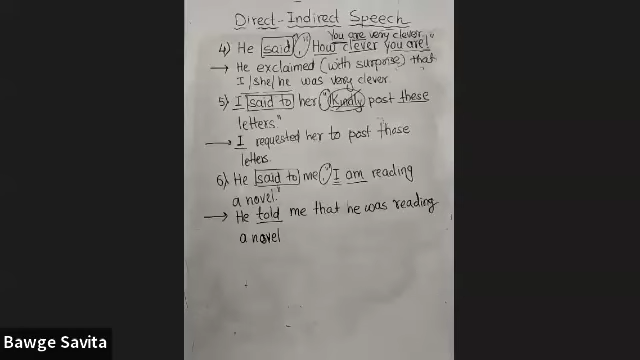 Direct-Indirect Speech
You are very clever
4) He said, "How clever you are!"
→ He exclaimed (with surprise) that
I/she/he was very clever.
5) I said to her, "Kindly post these
letters."
→ I requested her to post those
letters.
6) He said to me, "I am reading
a novel."
→ He told me that he was reading
a novel
Bawge Savita